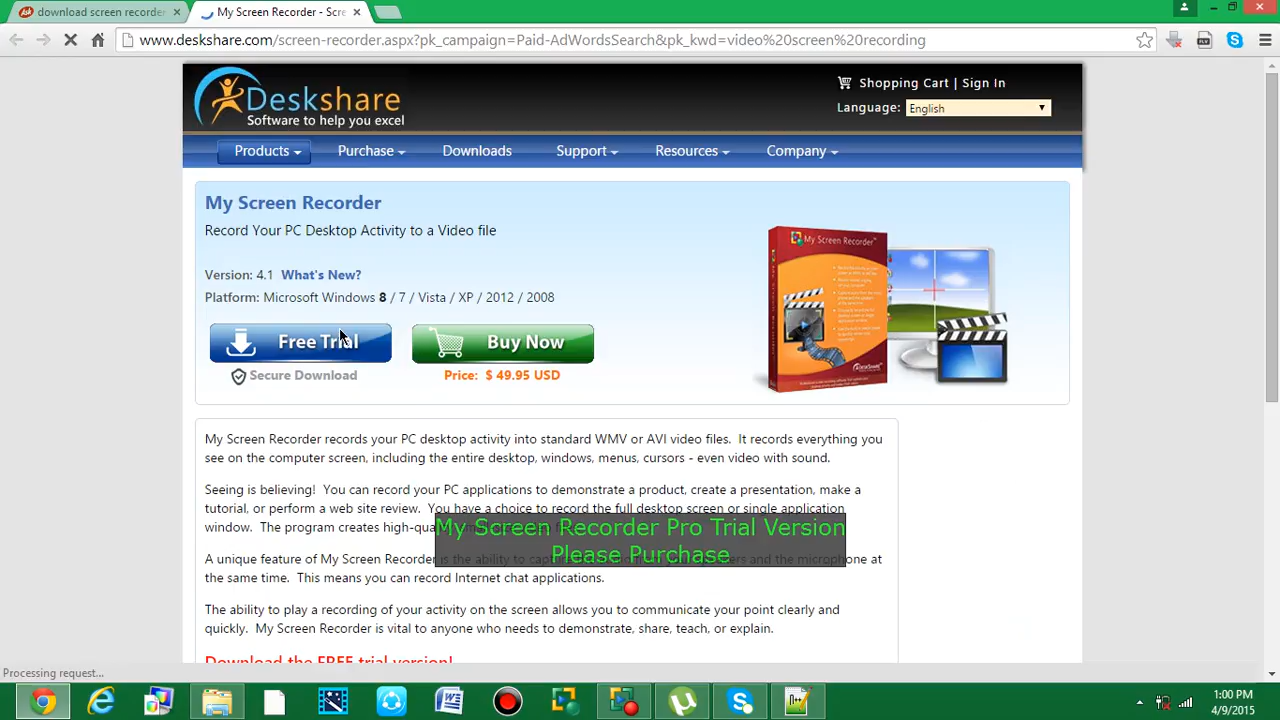 download screen recorder
My Screen Recorder - Scre
www.deskshare.com/screen-recorder.aspx?pk_campaign=Paid-AdWordsSearch&pk_kwd=video%20screen%20recording
Deskshare
Software to help you excel
Shopping Cart | Sign In
Language: English
Products
Purchase
Downloads
Support
Resources
Company
My Screen Recorder
Record Your PC Desktop Activity to a Video file
Version: 4.1 What's New?
Platform: Microsoft Windows 8 / 7 / Vista / XP / 2012 / 2008
Free Trial
Buy Now
Secure Download
Price: $ 49.95 USD
My Screen Recorder
My Screen Recorder records your PC desktop activity into standard WMV or AVI video files. It records everything you
see on the computer screen, including the entire desktop, windows, menus, cursors - even video with sound.
Seeing is believing! You can record your PC applications to demonstrate a product, create a presentation, make a
tutorial, or perform a web site review. You have a choice to record the full desktop screen or single application
window. The program creates
My Screen Recorder Pro Trial Version
Please Purchase
A unique feature of My Screen Recorder is the ability to and the microphone at
the same time. This means you can record Internet chat applications.
The ability to play a recording of your activity on the screen allows you to communicate your point clearly and
quickly. My Screen Recorder is vital to anyone who needs to demonstrate, share, teach, or explain.
Download the FREE trial version!
Processing request...
1:00 PM
4/9/2015